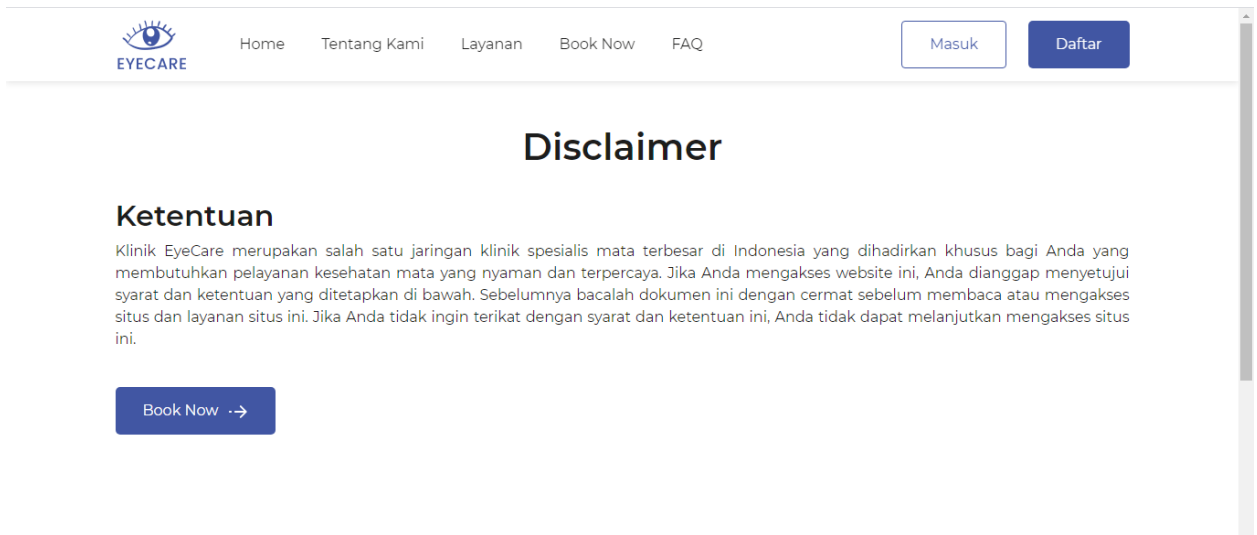 EYECARE
Home Tentang Kami Layanan Book Now FAQ Masuk Daftar
Disclaimer
Ketentuan
Klinik EyeCare merupakan salah satu jaringan klinik spesialis mata terbesar di Indonesia yang dihadirkan khusus bagi Anda yang
membutuhkan pelayanan kesehatan mata yang nyaman dan terpercaya. Jika Anda mengakses website ini, Anda dianggap menyetujui
syarat dan ketentuan yang ditetapkan di bawah. Sebelumnya bacalah dokumen ini dengan cermat sebelum membaca atau mengakses
situs dan layanan situs ini. Jika Anda tidak ingin terikat dengan syarat dan ketentuan ini, Anda tidak dapat melanjutkan mengakses situs
ini.
Book Now